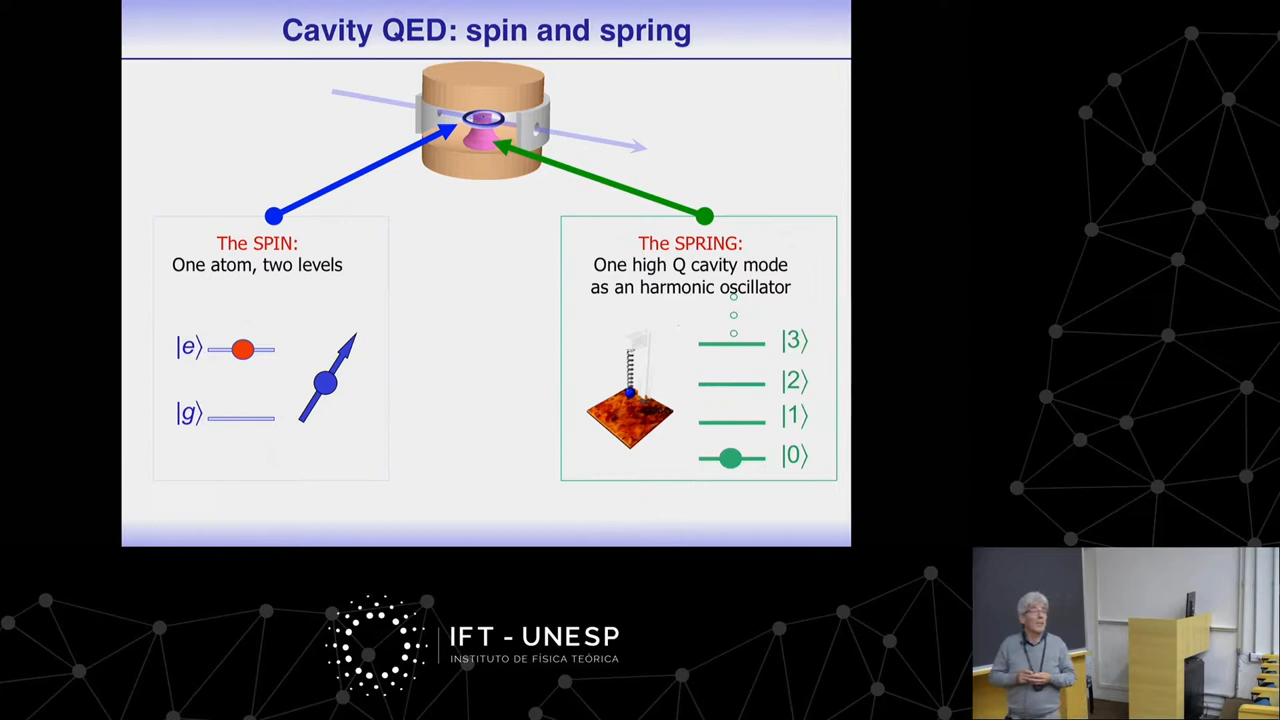 Cavity QED: spin and spring
The SPIN:
One atom, two levels
|e⟩
|g⟩
The SPRING:
One high Q cavity mode
as an harmonic oscillator
|3⟩
|2⟩
|1⟩
|0⟩
IFT - UNESP
INSTITUTO DE FÍSICA TEÓRICA